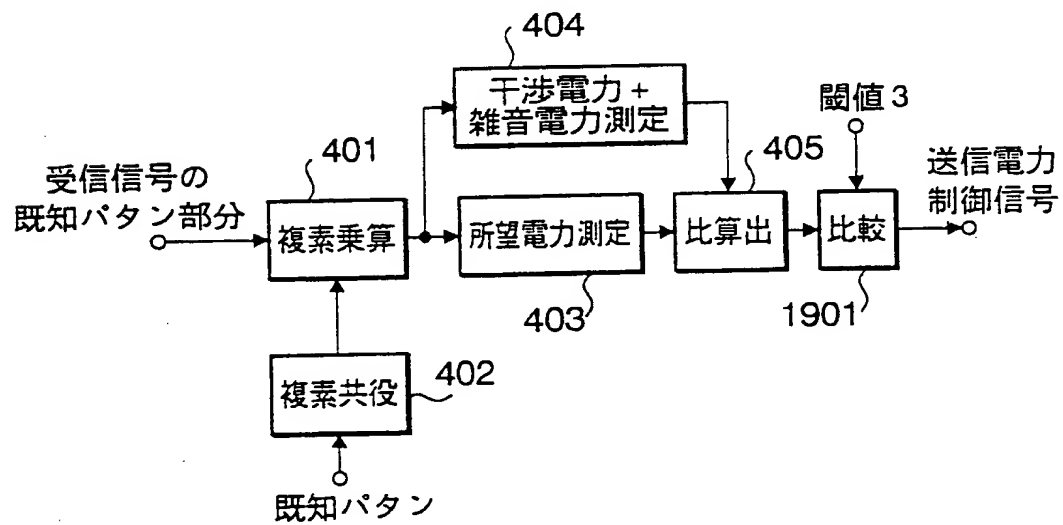 404
干渉電力+
雑音電力測定
閾値3
受信信号の
既知パタン部分
401
405
送信電力
制御信号
複素乗算
所望電力測定
比算出
比較
403
1901
複素共役
402
既知パタン